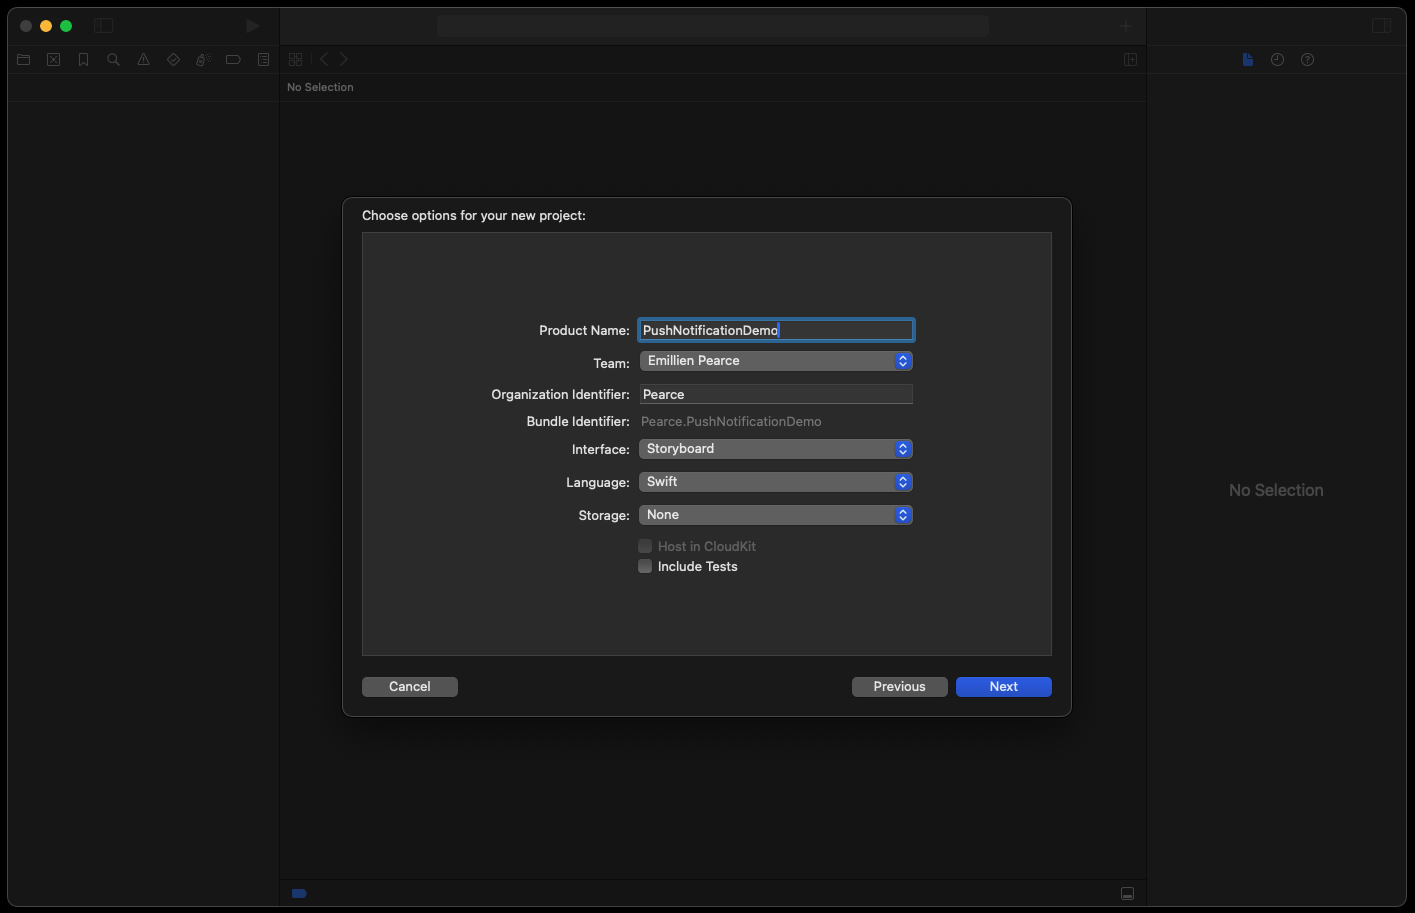 No Selection
Choose options for your new project:
Product Name: PushNotificationDemo
Team: Emillien Pearce
Organization Identifier: Pearce
Bundle Identifier: Pearce.PushNotificationDemo
Interface: Storyboard
Language: Swift
Storage: None
Host in CloudKit
Include Tests
Cancel Previous Next
No Selection